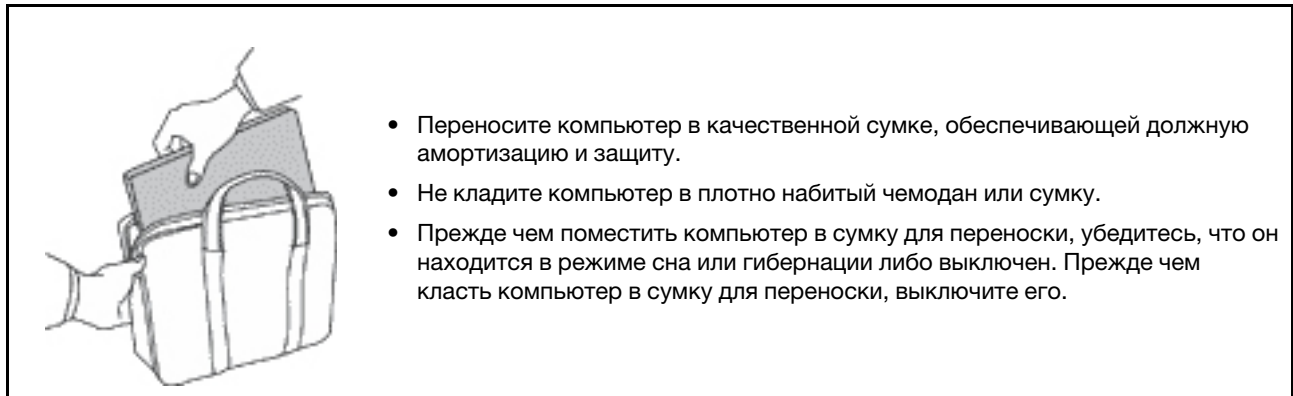 • Переносите компьютер в качественной сумке, обеспечивающей должную
амортизацию и защиту.
• Не кладите компьютер в плотно набитый чемодан или сумку.
• Прежде чем поместить компьютер в сумку для переноски, убедитесь, что он
находится в режиме сна или гибернации либо выключен. Прежде чем
класть компьютер в сумку для переноски, выключите его.